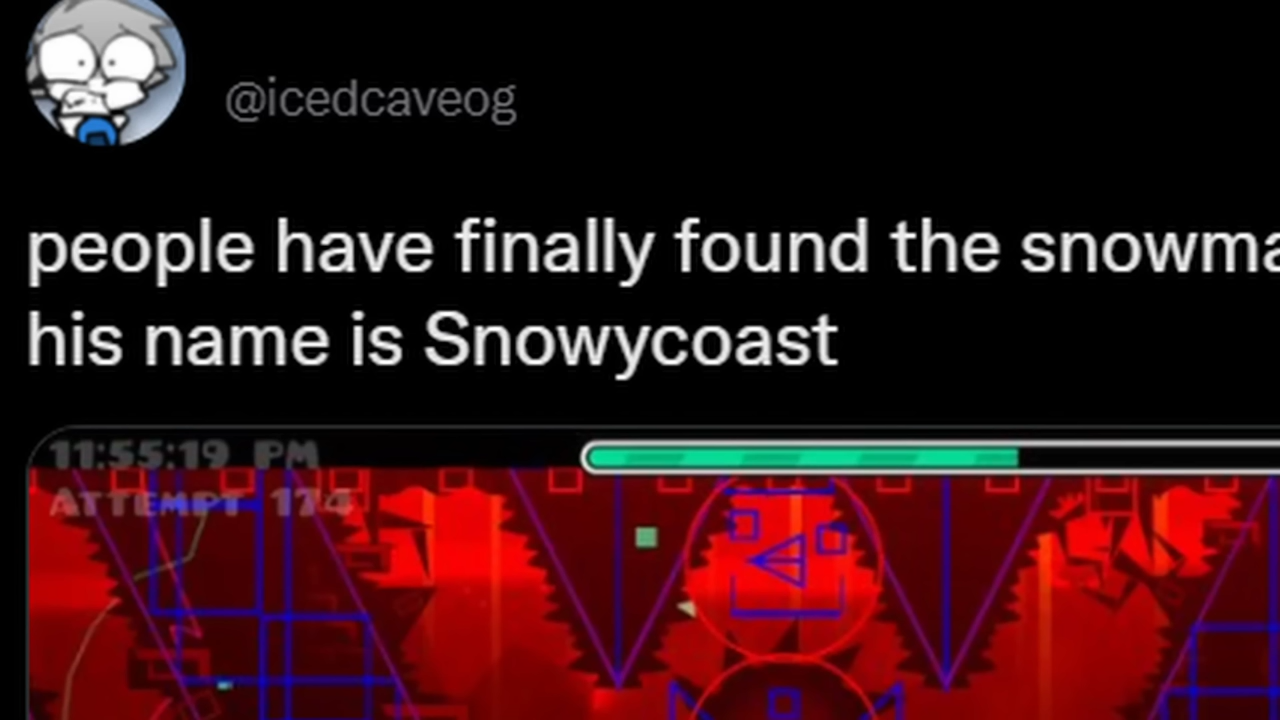 @icedcaveog
people have finally found the snowma
his name is Snowycoast
11:55:19 PM
Attempt 174